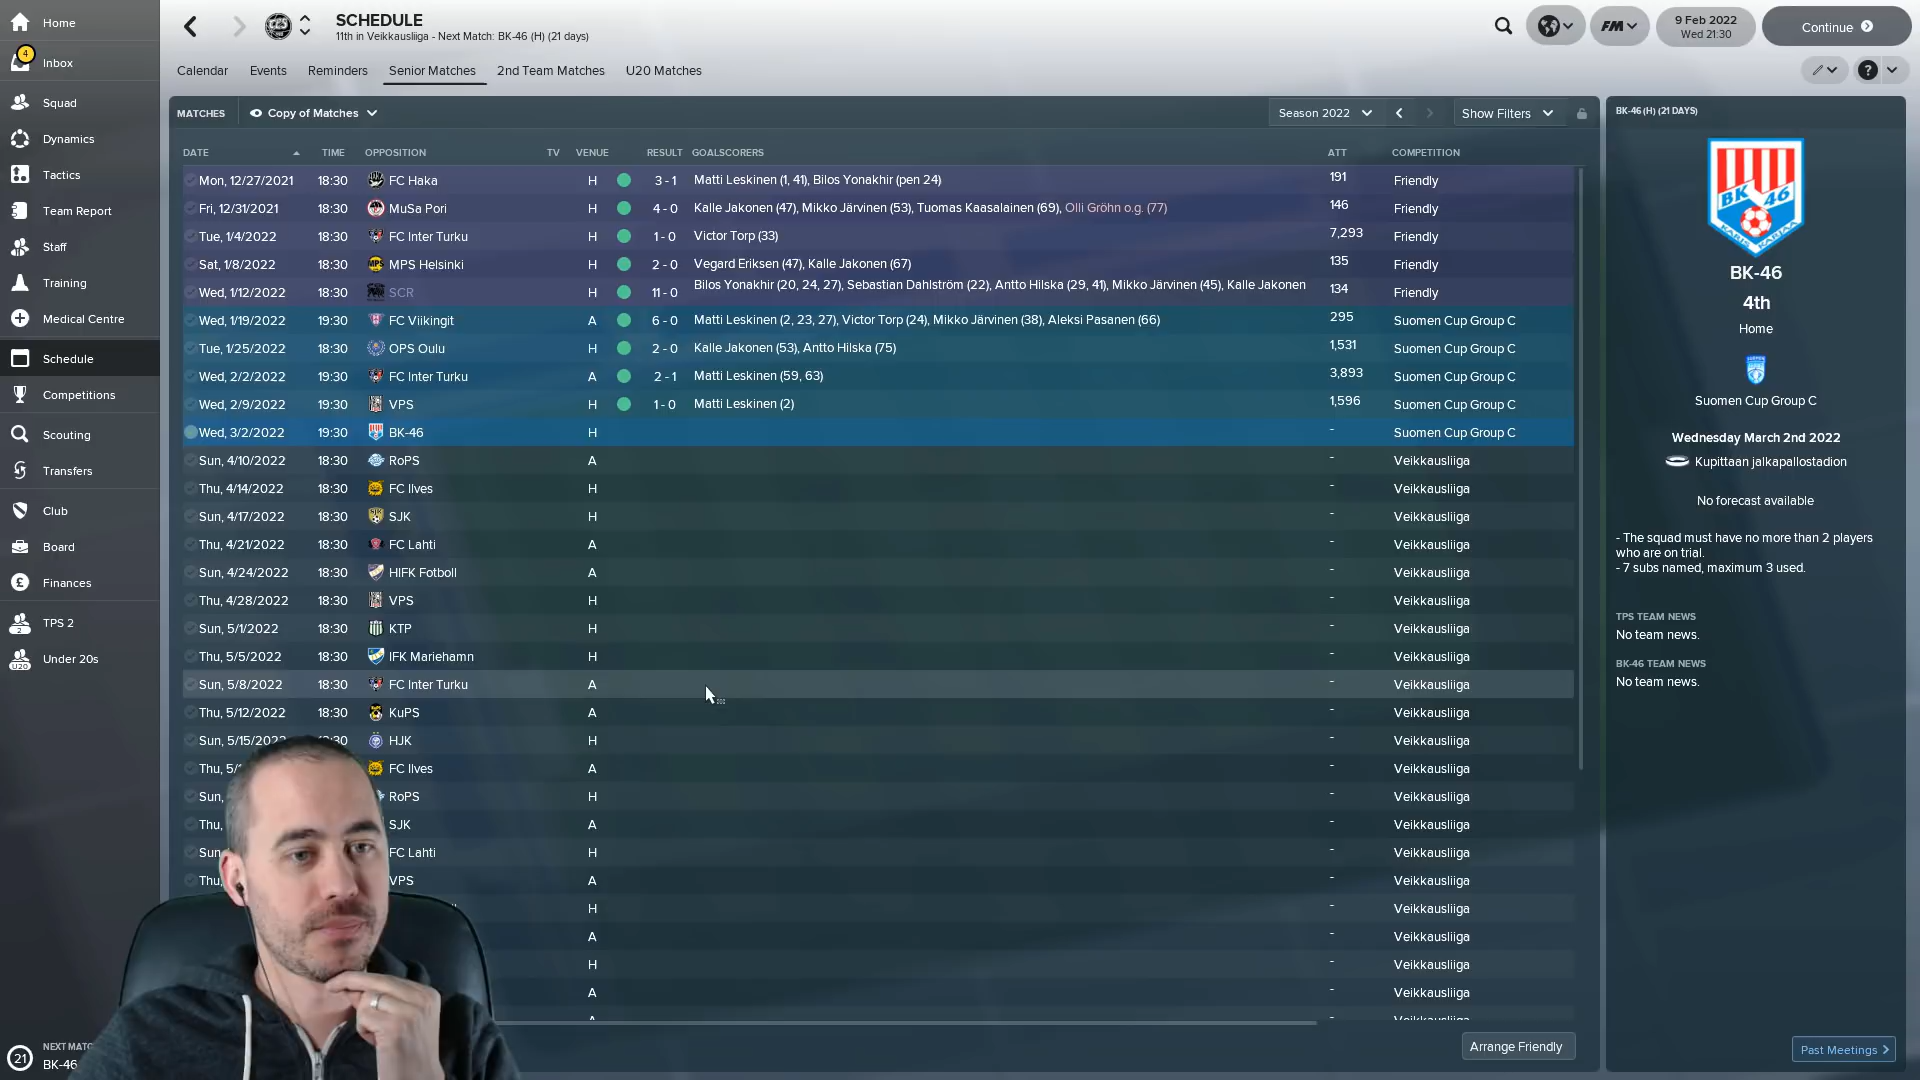 Home
4
Inbox
Squad
Dynamics
Tactics
Team Report
Staff
Training
Medical Centre
Schedule
Competitions
Scouting
Transfers
Club
Board
Finances
2
TPS 2
U20
Under 20s
21
BK-46
SCHEDULE
11th in Veikkausliiga - Next Match: BK-46 (H) (21 days)
FM
9 Feb 2022
Wed 21:30
Continue
Calendar Events Reminders Senior Matches 2nd Team Matches U20 Matches
?
MATCHES Copy of Matches Season 2022 Show Filters
DATE TIME OPPOSITION TV VENUE RESULT GOALSCORERS ATT COMPETITION
Mon, 12/27/2021 18:30 FC Haka H 3 - 1 Matti Leskinen (1, 41), Bilos Yonakhir (pen 24) 191 Friendly
Fri, 12/31/2021 18:30 MuSa Pori H 4 - 0 Kalle Jakonen (47), Mikko Järvinen (53), Tuomas Kaasalainen (69), Olli Gröhn o.g. (77) 146 Friendly
Tue, 1/4/2022 18:30 FC Inter Turku H 1 - 0 Victor Torp (33) 7,293 Friendly
Sat, 1/8/2022 18:30 MPS Helsinki H 2 - 0 Vegard Eriksen (47), Kalle Jakonen (67) 135 Friendly
Wed, 1/12/2022 18:30 SCR H 11 - 0 Bilos Yonakhir (20, 24, 27), Sebastian Dahlström (22), Antto Hilska (29, 41), Mikko Järvinen (45), Kalle Jakonen 134 Friendly
Wed, 1/19/2022 19:30 FC Viikingit A 6 - 0 Matti Leskinen (2, 23, 27), Victor Torp (24), Mikko Järvinen (38), Aleksi Pasanen (66) 295 Suomen Cup Group C
Tue, 1/25/2022 18:30 OPS Oulu H 2 - 0 Kalle Jakonen (53), Antto Hilska (75) 1,531 Suomen Cup Group C
Wed, 2/2/2022 19:30 FC Inter Turku A 2 - 1 Matti Leskinen (59, 63) 3,893 Suomen Cup Group C
Wed, 2/9/2022 19:30 VPS H 1 - 0 Matti Leskinen (2) 1,596 Suomen Cup Group C
Wed, 3/2/2022 19:30 BK-46 H - Suomen Cup Group C
Sun, 4/10/2022 18:30 RoPS A - Veikkausliiga
Thu, 4/14/2022 18:30 FC Ilves H - Veikkausliiga
Sun, 4/17/2022 18:30 SJK H - Veikkausliiga
Thu, 4/21/2022 18:30 FC Lahti A - Veikkausliiga
Sun, 4/24/2022 18:30 HIFK Fotboll A - Veikkausliiga
Thu, 4/28/2022 18:30 VPS H - Veikkausliiga
Sun, 5/1/2022 18:30 KTP H - Veikkausliiga
Thu, 5/5/2022 18:30 IFK Mariehamn H - Veikkausliiga
Sun, 5/8/2022 18:30 FC Inter Turku A - Veikkausliiga
Thu, 5/12/2022 18:30 KuPS A - Veikkausliiga
Sun, 5/15/2022 HJK H - Veikkausliiga
Thu, FC Ilves A - Veikkausliiga
Sun, RoPS H - Veikkausliiga
Thu, SJK A - Veikkausliiga
Sun, FC Lahti H - Veikkausliiga
Thu, VPS A - Veikkausliiga
H - Veikkausliiga
A - Veikkausliiga
H - Veikkausliiga
A - Veikkausliiga
Arrange Friendly
BK-46 (H) (21 DAYS)
BK 46
KARIS KARJAA
BK-46
4th
Home
Suomen Cup Group C
Wednesday March 2nd 2022
Kupittaan jalkapallostadion
No forecast available
- The squad must have no more than 2 players
who are on trial.
- 7 subs named, maximum 3 used.
TPS TEAM NEWS
No team news.
BK-46 TEAM NEWS
No team news.
Past Meetings